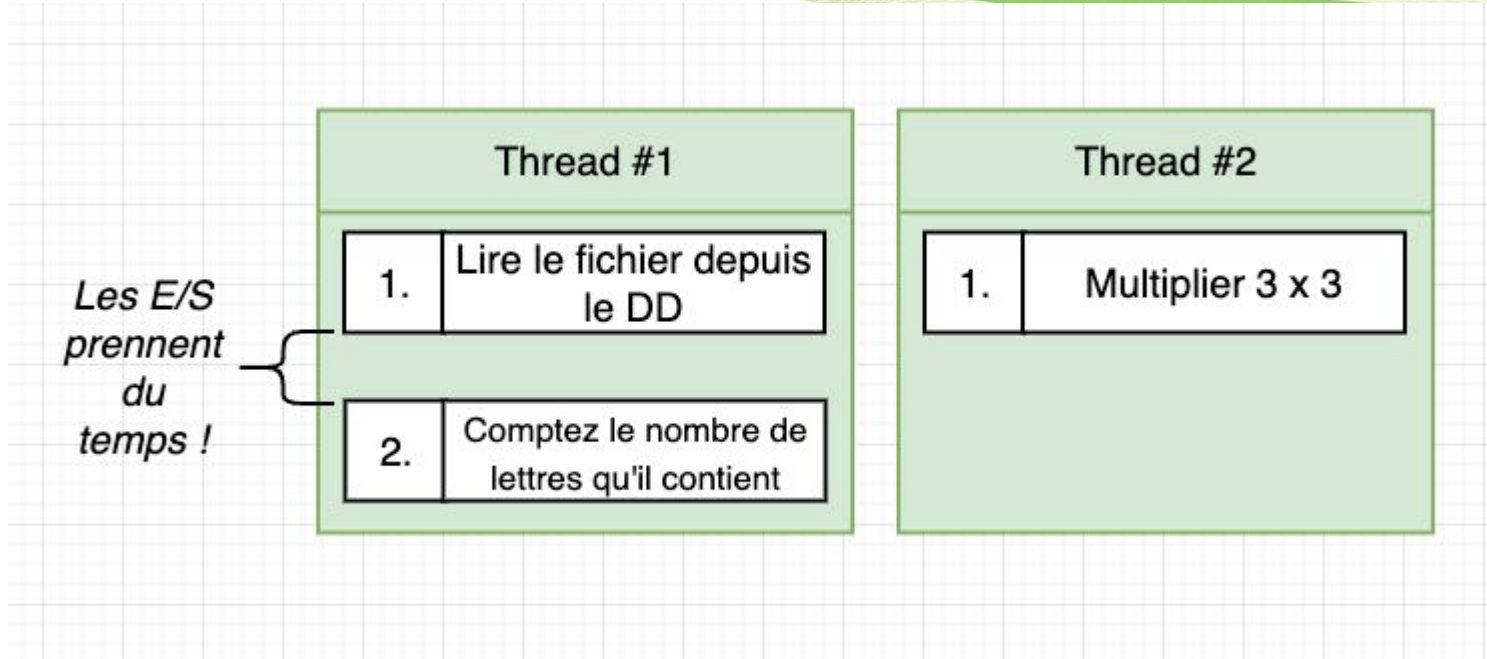 Thread #1
Thread #2
Les E/S
prennent
du
temps !
1.
Lire le fichier depuis
le DD
1.
Multiplier 3 x 3
2.
Comptez le nombre de
lettres qu'il contient